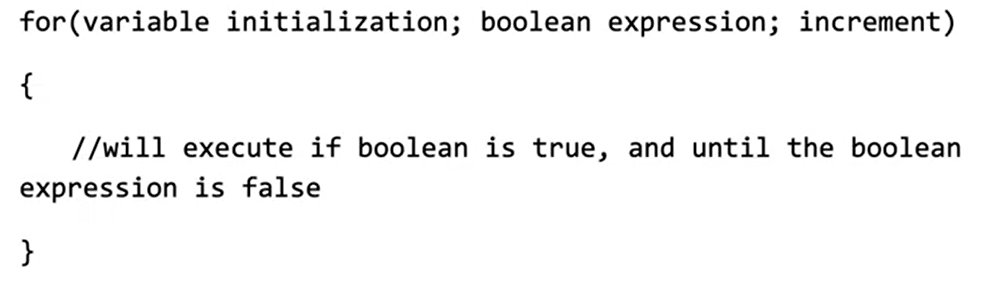 for(variable initialization; boolean expression; increment)
{
//will execute if boolean is true, and until the boolean
expression is false
}